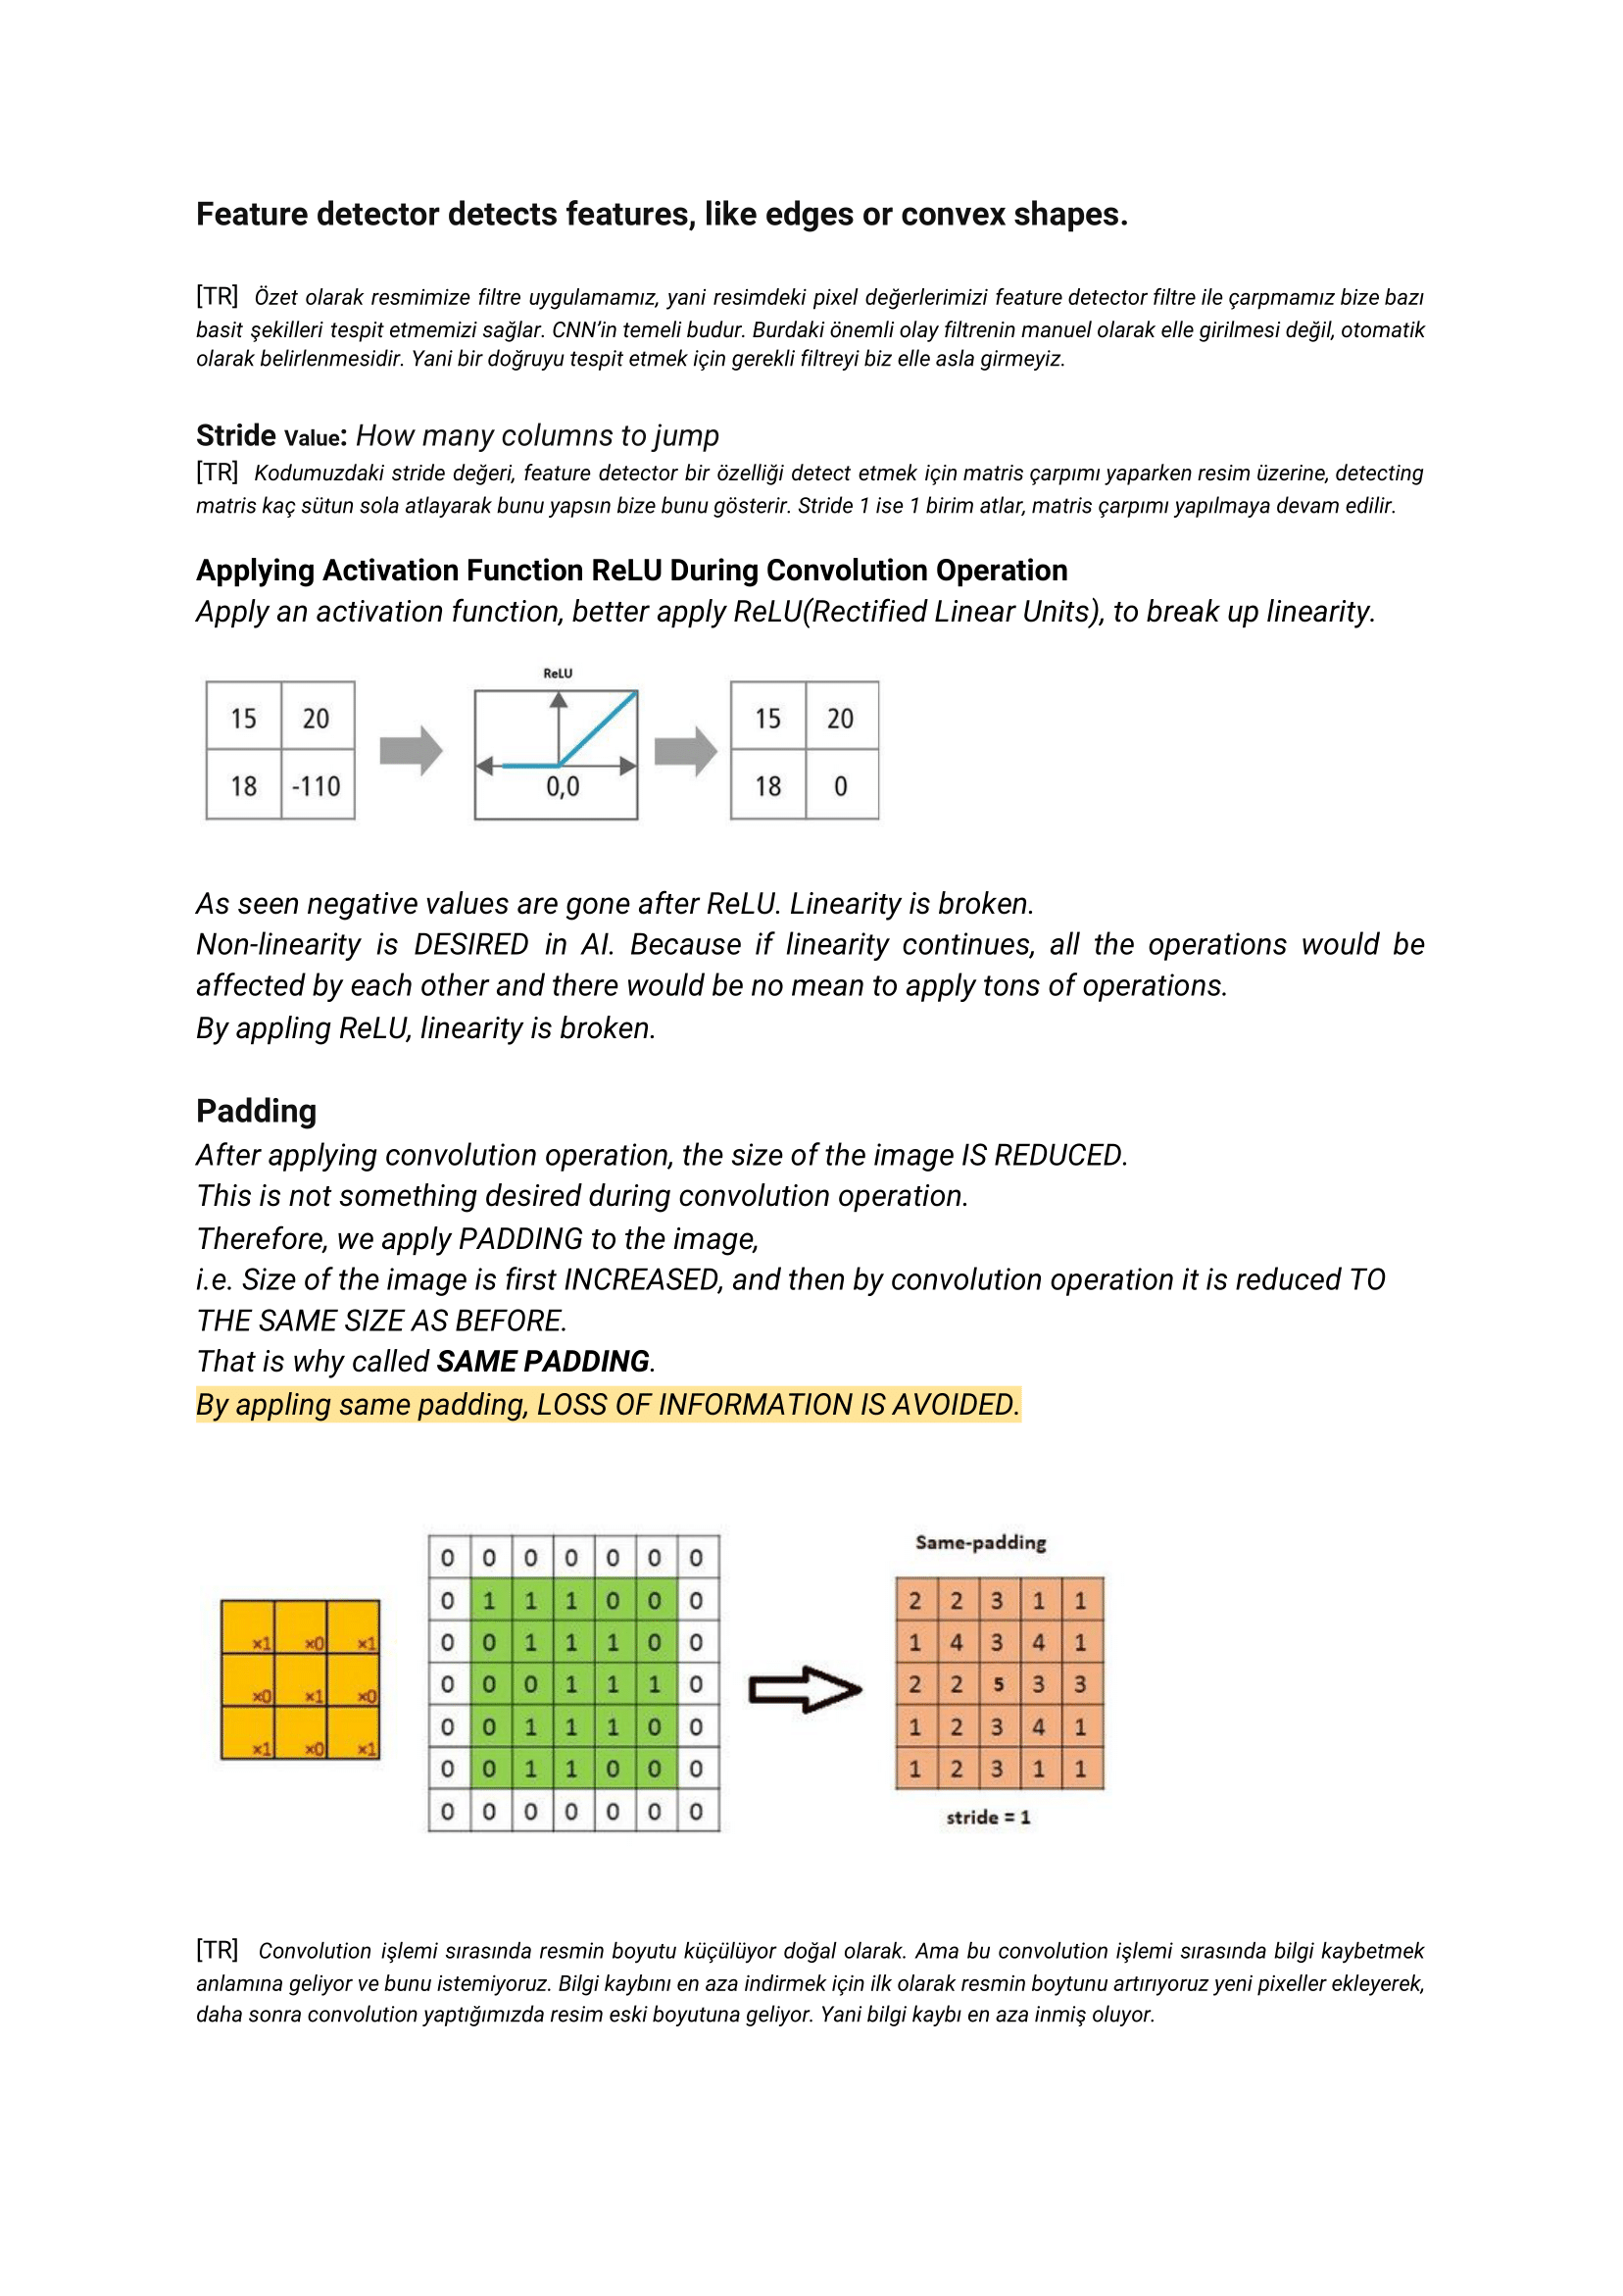 Feature detector detects features, like edges or convex shapes.
[TR] Özet olarak resmimize filtre uygulamamız, yani resimdeki pixel değerlerimizi feature detector filtre ile çarpmamız bize bazı
basit şekilleri tespit etmemizi sağlar. CNN’in temeli budur. Burdaki önemli olay filtrenin manuel olarak elle girilmesi değil, otomatik
olarak belirlenmesidir. Yani bir doğruyu tespit etmek için gerekli filtreyi biz elle asla girmeyiz.
Stride Value: How many columns to jump
[TR] Kodumuzdaki stride değeri, feature detector bir özelliği detect etmek için matris çarpımı yaparken resim üzerine, detecting
matris kaç sütun sola atlayarak bunu yapsın bize bunu gösterir. Stride 1 ise 1 birim atlar, matris çarpımı yapılmaya devam edilir.
Applying Activation Function ReLU During Convolution Operation
Apply an activation function, better apply ReLU(Rectified Linear Units), to break up linearity.
ReLU
15 20
18 -110
0,0
15 20
18 0
As seen negative values are gone after ReLU. Linearity is broken.
Non-linearity is DESIRED in AI. Because if linearity continues, all the operations would be
affected by each other and there would be no mean to apply tons of operations.
By appling ReLU, linearity is broken.
Padding
After applying convolution operation, the size of the image IS REDUCED.
This is not something desired during convolution operation.
Therefore, we apply PADDING to the image,
i.e. Size of the image is first INCREASED, and then by convolution operation it is reduced TO
THE SAME SIZE AS BEFORE.
That is why called SAME PADDING.
By appling same padding, LOSS OF INFORMATION IS AVOIDED.
×1 ×0 ×1
×0 ×1 ×0
×1 ×0 ×1
0 0 0 0 0 0 0
0 1 1 1 0 0 0
0 0 1 1 1 0 0
0 0 0 1 1 1 0
0 0 1 1 1 0 0
0 0 1 1 0 0 0
0 0 0 0 0 0 0
Same-padding
2 2 3 1 1
1 4 3 4 1
2 2 5 3 3
1 2 3 4 1
1 2 3 1 1
stride = 1
[TR] Convolution işlemi sırasında resmin boyutu küçülüyor doğal olarak. Ama bu convolution işlemi sırasında bilgi kaybetmek
anlamına geliyor ve bunu istemiyoruz. Bilgi kaybını en aza indirmek için ilk olarak resmin boytunu artırıyoruz yeni pixeller ekleyerek,
daha sonra convolution yaptığımızda resim eski boyutuna geliyor. Yani bilgi kaybı en aza inmiş oluyor.